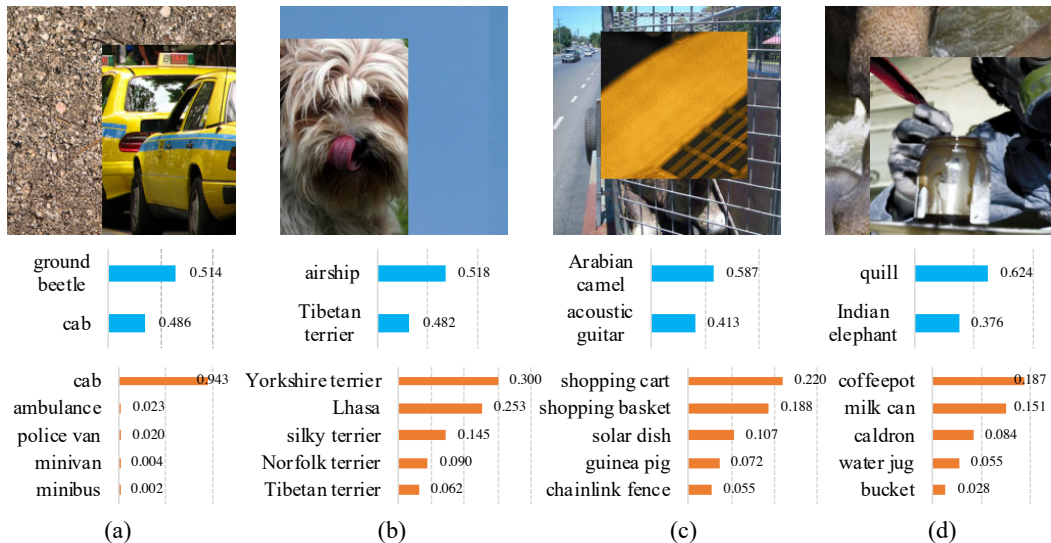 ground beetle 0.514
cab 0.486
airship 0.518
Tibetan terrier 0.482
Arabian camel 0.587
acoustic guitar 0.413
quill 0.624
Indian elephant 0.376
cab 0.943
ambulance 0.023
police van 0.020
minivan 0.004
minibus 0.002
Yorkshire terrier 0.300
Lhasa 0.253
silky terrier 0.145
Norfolk terrier 0.090
Tibetan terrier 0.062
shopping cart 0.220
shopping basket 0.188
solar dish 0.107
guinea pig 0.072
chainlink fence 0.055
coffeepot 0.187
milk can 0.151
caldron 0.084
water jug 0.055
bucket 0.028
(a)
(b)
(c)
(d)